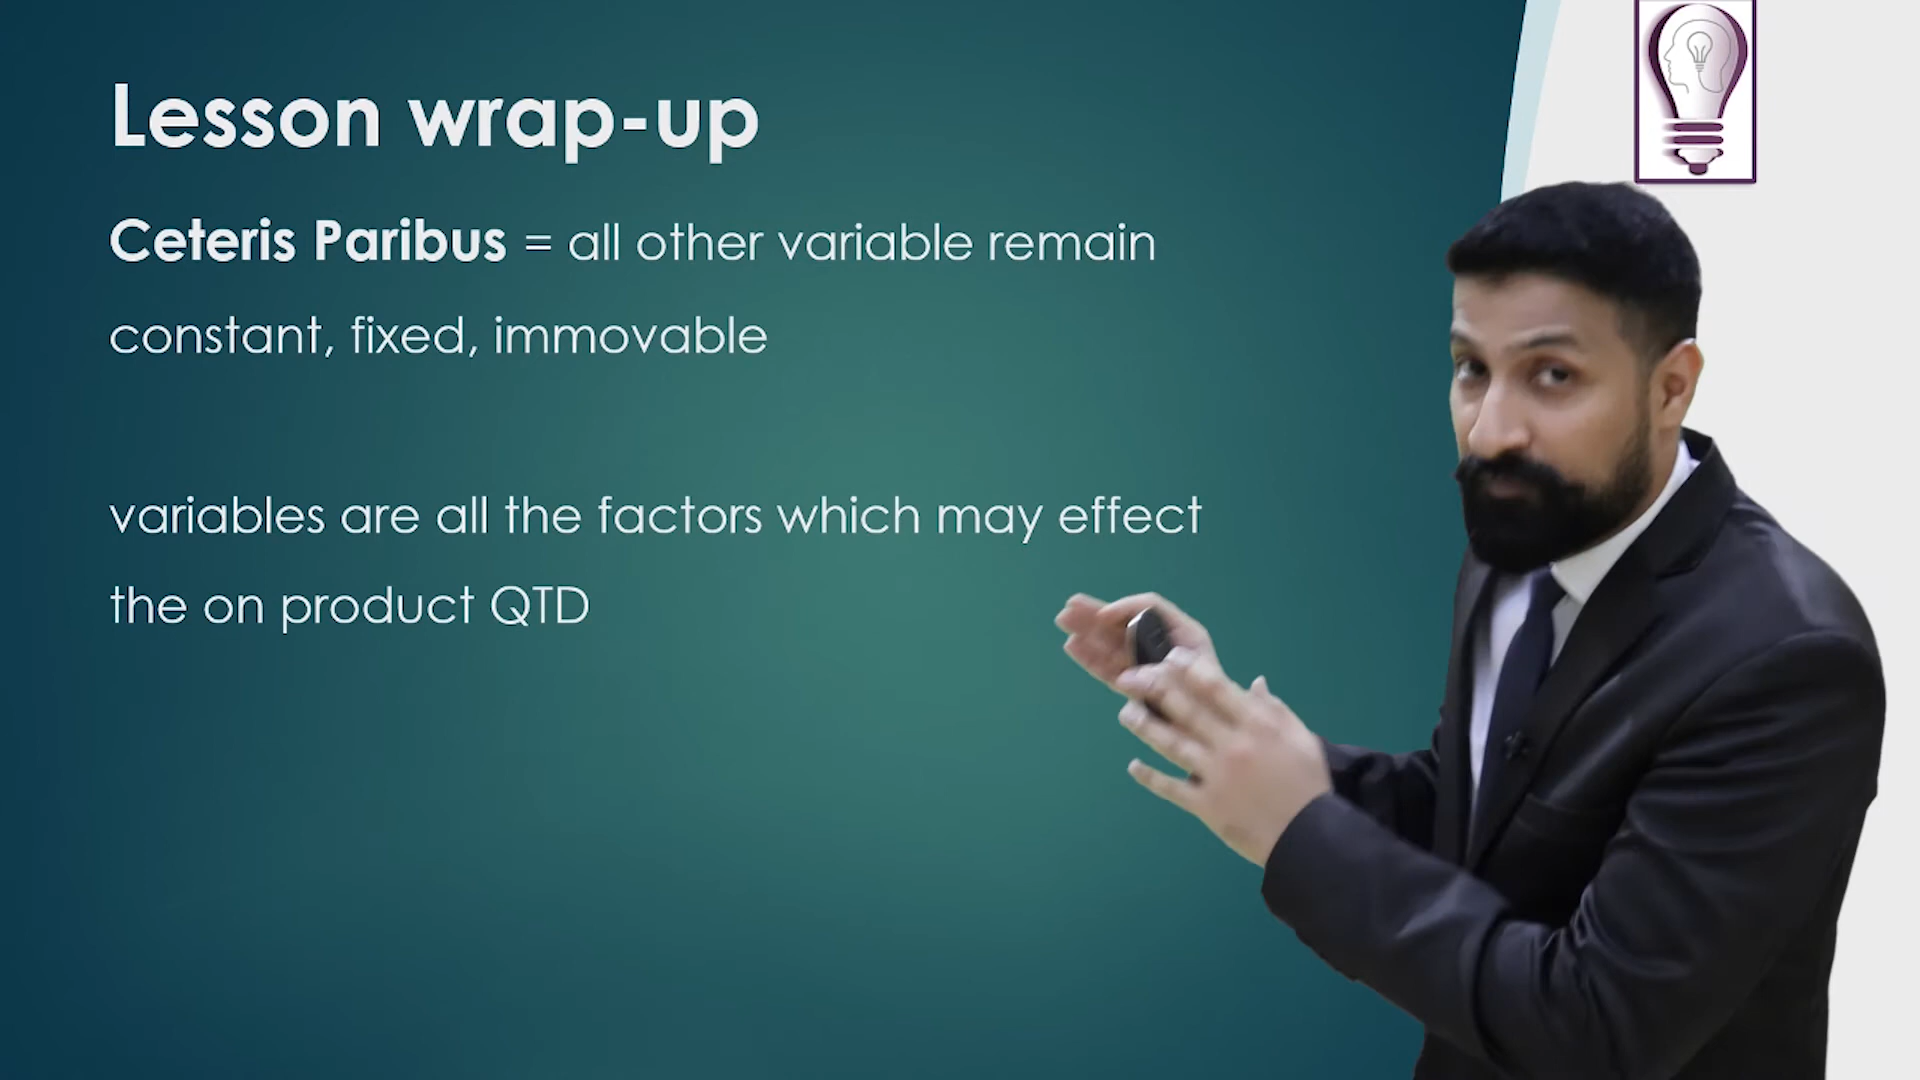 Lesson wrap-up
Ceteris Paribus = all other variable remain
constant, fixed, immovable
variables are all the factors which may effect
the on product QTD